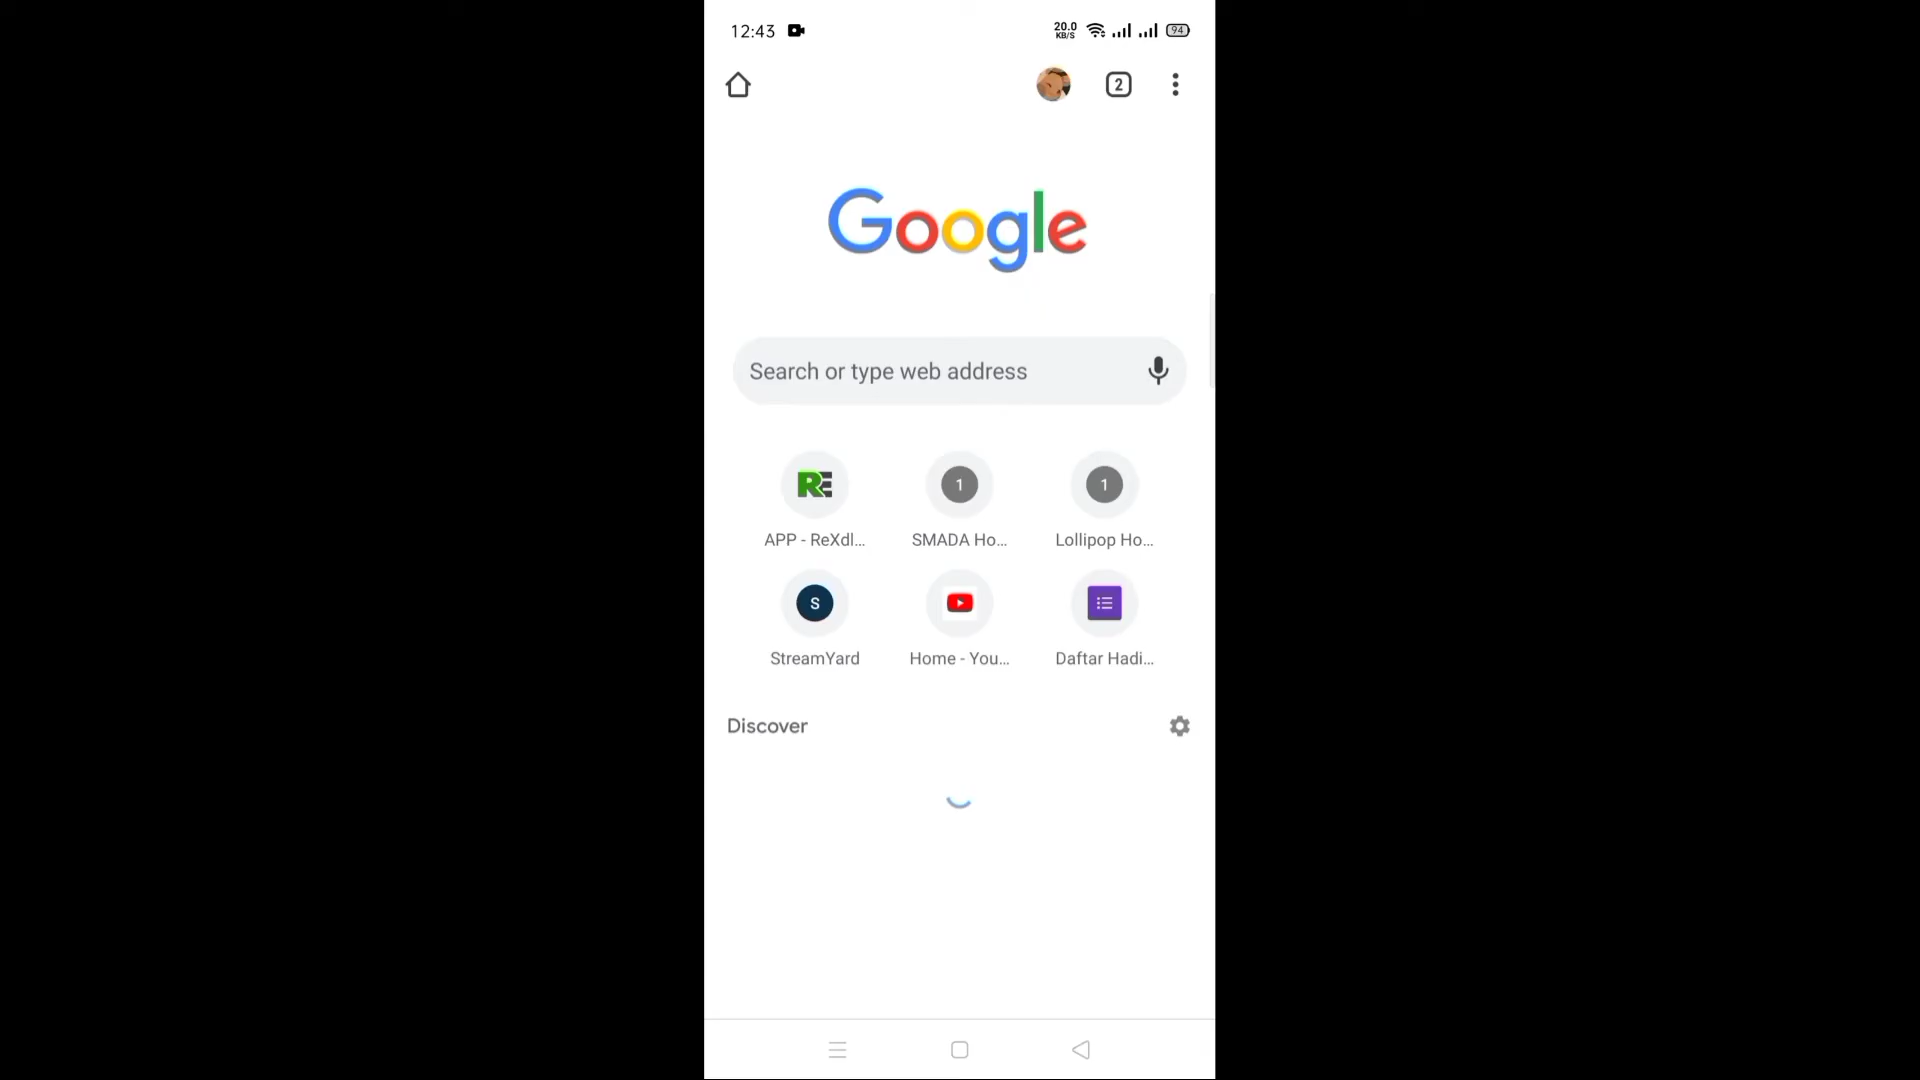 12:43 20.0 KB/S 94
2
Google
Search or type web address
RE 1 1
APP - ReXdl... SMADA Ho... Lollipop Ho...
S
StreamYard Home - You... Daftar Hadi...
Discover